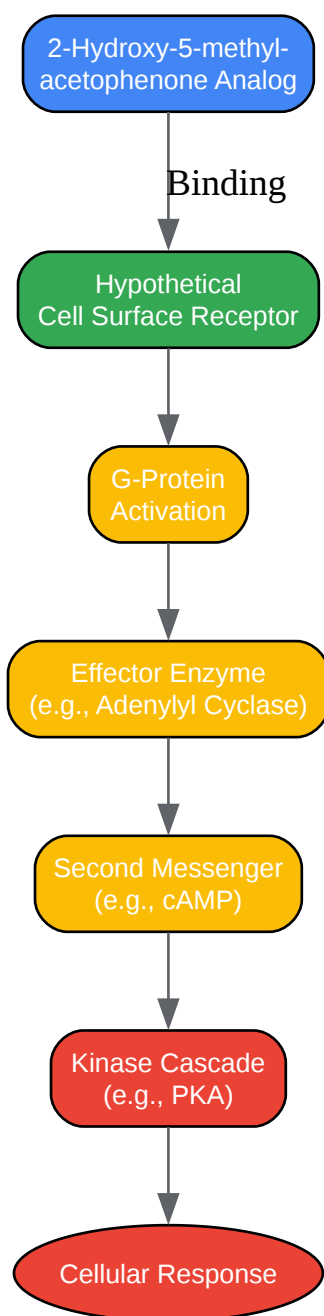 2-Hydroxy-5-methyl-
acetophenone Analog
Binding
Hypothetical
Cell Surface Receptor
G-Protein
Activation
Effector Enzyme
(e.g., Adenylyl Cyclase)
Second Messenger
(e.g., cAMP)
Kinase Cascade
(e.g., PKA)
Cellular Response